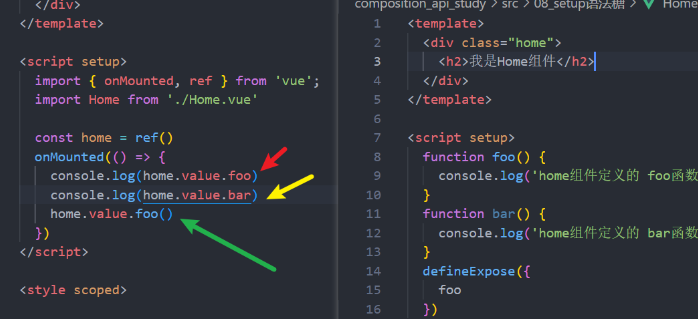 </div>
</template>
<script setup>
import { onMounted, ref } from 'vue';
import Home from './Home.vue'
const home = ref()
onMounted(() => {
console.log(home.value.foo)
console.log(home.value.bar)
home.value.foo()
})
</script>
<style scoped>
composition_api_study > src > 08_setup语法糖 > Home
1 <template>
2 <div class="home">
3 <h2>我是Home组件</h2>
4 </div>
5 </template>
6
7 <script setup>
8 function foo() {
9 console.log('home组件定义的 foo函数
10 }
11 function bar() {
12 console.log('home组件定义的 bar函数
13 }
14 defineExpose({
15 foo
16 })